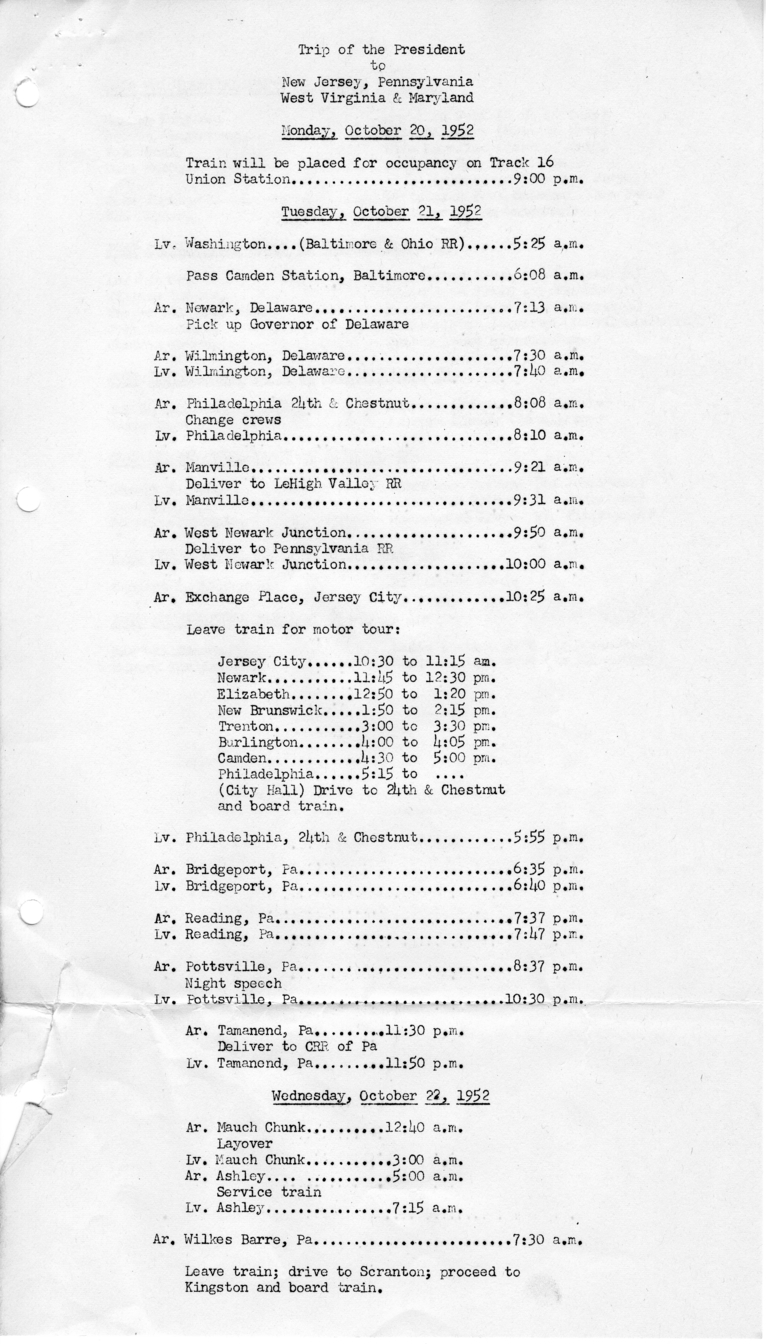 Trip of the President
to
New Jersey, Pennsylvania
West Virginia & Maryland
Monday, October 20, 1952
Train will be placed for occupancy on Track 16
Union Station............................9:00 p.m.
Tuesday, October 21, 1952
Lv. Washington....(Baltimore & Ohio RR)......5:25 a.m.
Pass Camden Station, Baltimore...........6:08 a.m.
Ar. Newark, Delaware.........................7:13 a.m.
Pick up Governor of Delaware
Ar. Wilmington, Delaware.....................7:30 a.m.
Lv. Wilmington, Delaware.....................7:40 a.m.
Ar. Philadelphia 24th & Chestnut.............8:08 a.m.
Change crews
Lv. Philadelphia.............................8:10 a.m.
Ar. Manville.................................9:21 a.m.
Deliver to LeHigh Valley RR
Lv. Manville.................................9:31 a.m.
Ar. West Newark Junction.....................9:50 a.m.
Deliver to Pennsylvania RR
Lv. West Newark Junction....................10:00 a.m.
Ar. Exchange Place, Jersey City.............10:25 a.m.
Leave train for motor tour:
Jersey City......10:30 to 11:15 am.
Newark...........11:45 to 12:30 pm.
Elizabeth........12:50 to 1:20 pm.
New Brunswick.....1:50 to 2:15 pm.
Trenton...........3:00 to 3:30 pm.
Burlington........4:00 to 4:05 pm.
Camden............4:30 to 5:00 pm.
Philadelphia......5:15 to ....
(City Hall) Drive to 24th & Chestnut
and board train.
Lv. Philadelphia, 24th & Chestnut............5:55 p.m.
Ar. Bridgeport, Pa...........................6:35 p.m.
Lv. Bridgeport, Pa...........................6:40 p.m.
Ar. Reading, Pa..............................7:37 p.m.
Lv. Reading, Pa..............................7:47 p.m.
Ar. Pottsville, Pa...........................8:37 p.m.
Night speech
Lv. Pottsville, Pa..........................10:30 p.m.
Ar. Tamanend, Pa.........11:30 p.m.
Deliver to CRR of Pa
Lv. Tamanend, Pa.........11:50 p.m.
Wednesday, October 22, 1952
Ar. Mauch Chunk..........12:40 a.m.
Layover
Lv. Mauch Chunk...........3:00 a.m.
Ar. Ashley.... ...........5:00 a.m.
Service train
Lv. Ashley................7:15 a.m.
Ar. Wilkes Barre, Pa.........................7:30 a.m.
Leave train; drive to Scranton; proceed to
Kingston and board train.